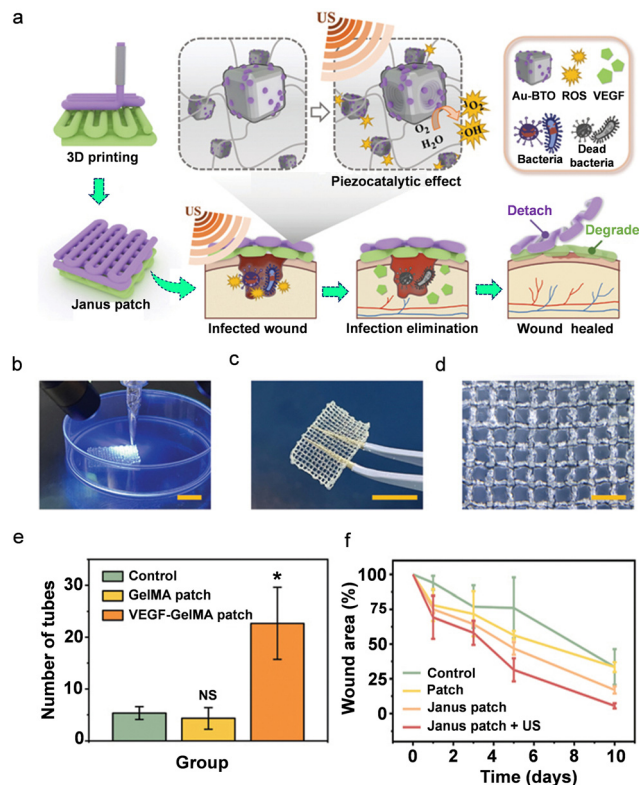 a
US
US
O₂
H₂O
¹O₂
·OH
Au-BTO ROS VEGF
Bacteria
Dead
bacteria
3D printing
Piezocatalytic effect
Detach
Degrade
Janus patch
Infected wound
Infection elimination
Wound healed
b
c
d
e
Number of tubes
30
20
10
0
Control
GelMA patch
VEGF-GelMA patch
NS
*
Group
f
Wound area (%)
100
75
50
25
0
Control
Patch
Janus patch
Janus patch + US
0 2 4 6 8 10
Time (days)